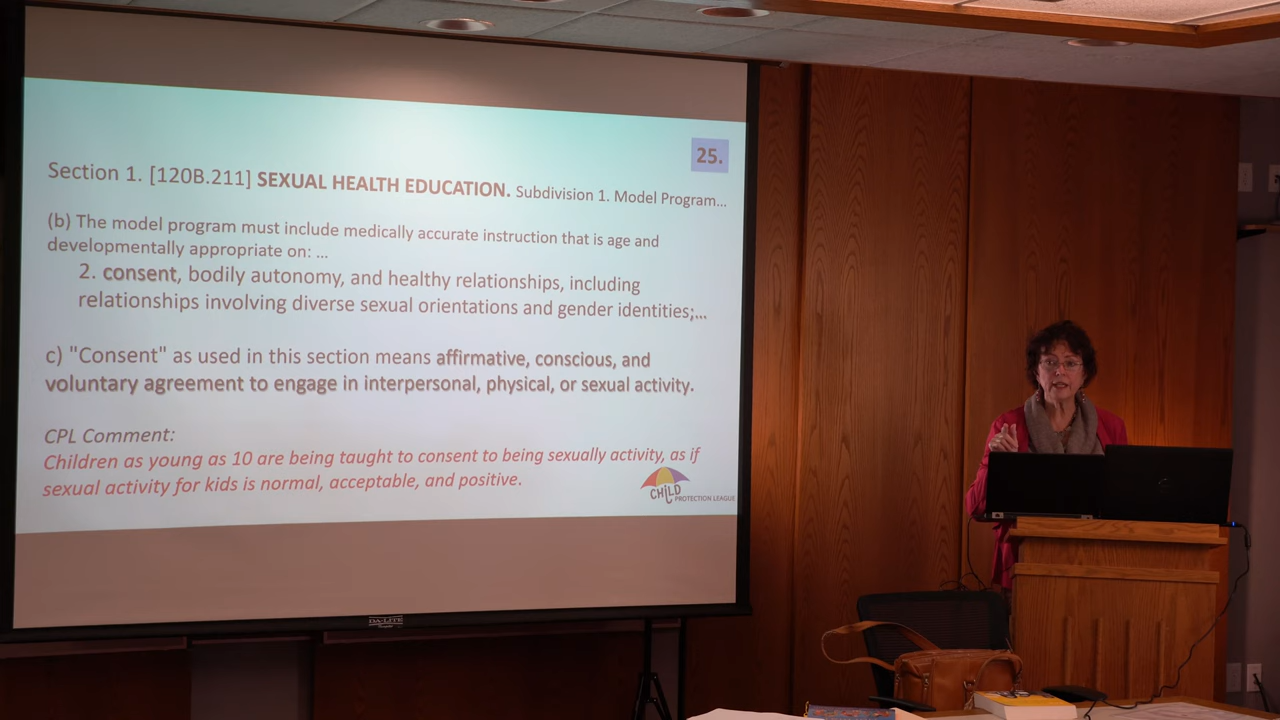 25.
Section 1. [120B.211] SEXUAL HEALTH EDUCATION. Subdivision 1. Model Program...
(b) The model program must include medically accurate instruction that is age and
developmentally appropriate on: ...
2. consent, bodily autonomy, and healthy relationships, including
relationships involving diverse sexual orientations and gender identities;...
c) "Consent" as used in this section means affirmative, conscious, and
voluntary agreement to engage in interpersonal, physical, or sexual activity.
CPL Comment:
Children as young as 10 are being taught to consent to being sexually activity, as if
sexual activity for kids is normal, acceptable, and positive.
CHILD
PROTECTION LEAGUE
DA-LITE